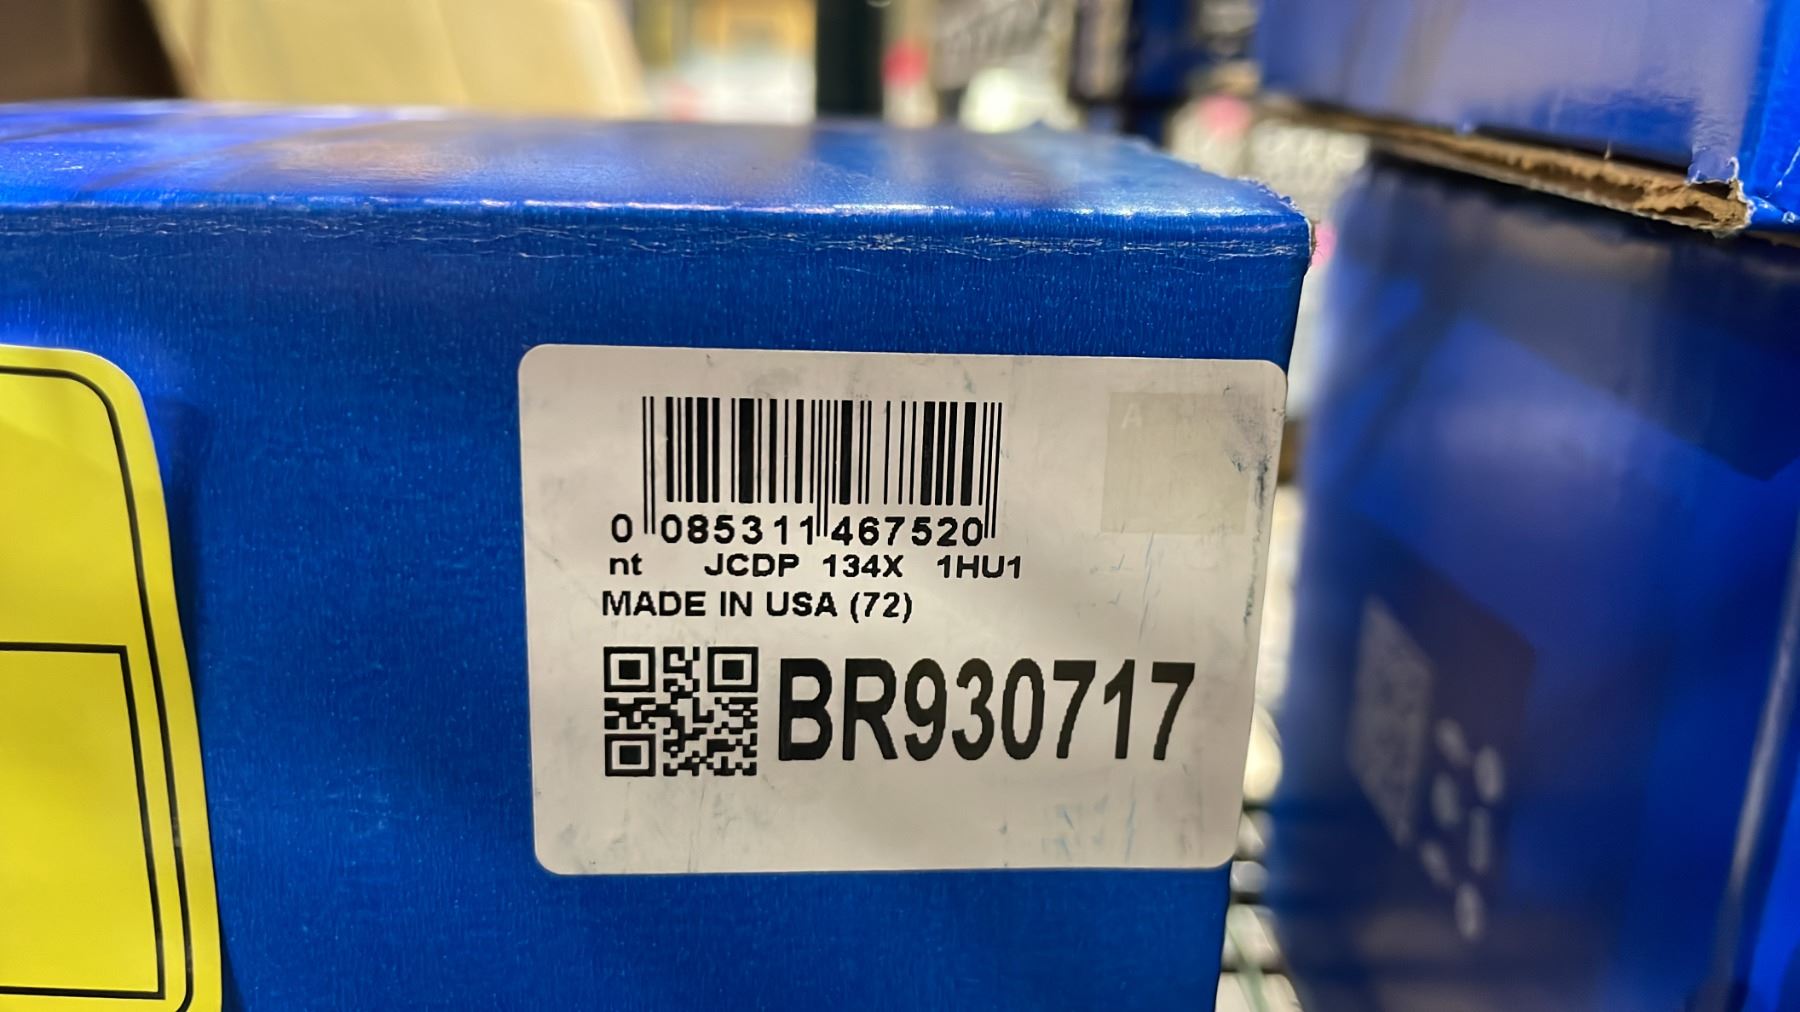 A
0 085311 467520
nt JCDP 134X 1HU1
MADE IN USA (72)
BR930717